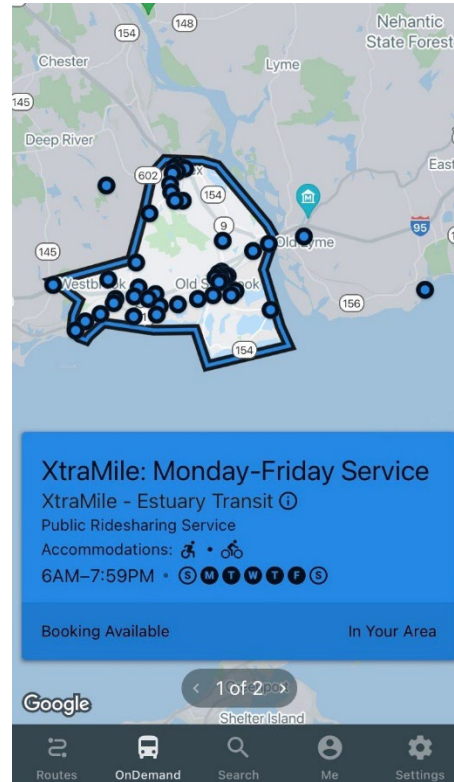 148
154
Nehantic
State Forest
Chester
Lyme
145
Deep River
602
154
9
95
145
Old Lyme
Westbrook
Old S
156
1
154
XtraMile: Monday-Friday Service
XtraMile - Estuary Transit
Public Ridesharing Service
Accommodations: •
6AM–7:59PM • S M T W T F S
Booking Available In Your Area
1 of 2
Google
Shelter Island
Routes OnDemand Search Me Settings